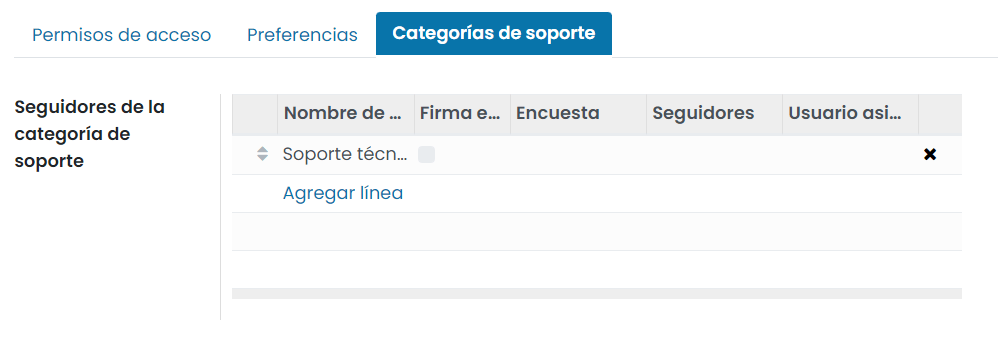 Permisos de acceso Preferencias Categorías de soporte
Seguidores de la
categoría de
soporte
Nombre de ... Firma e... Encuesta Seguidores Usuario asi...
Soporte técn...
Agregar línea